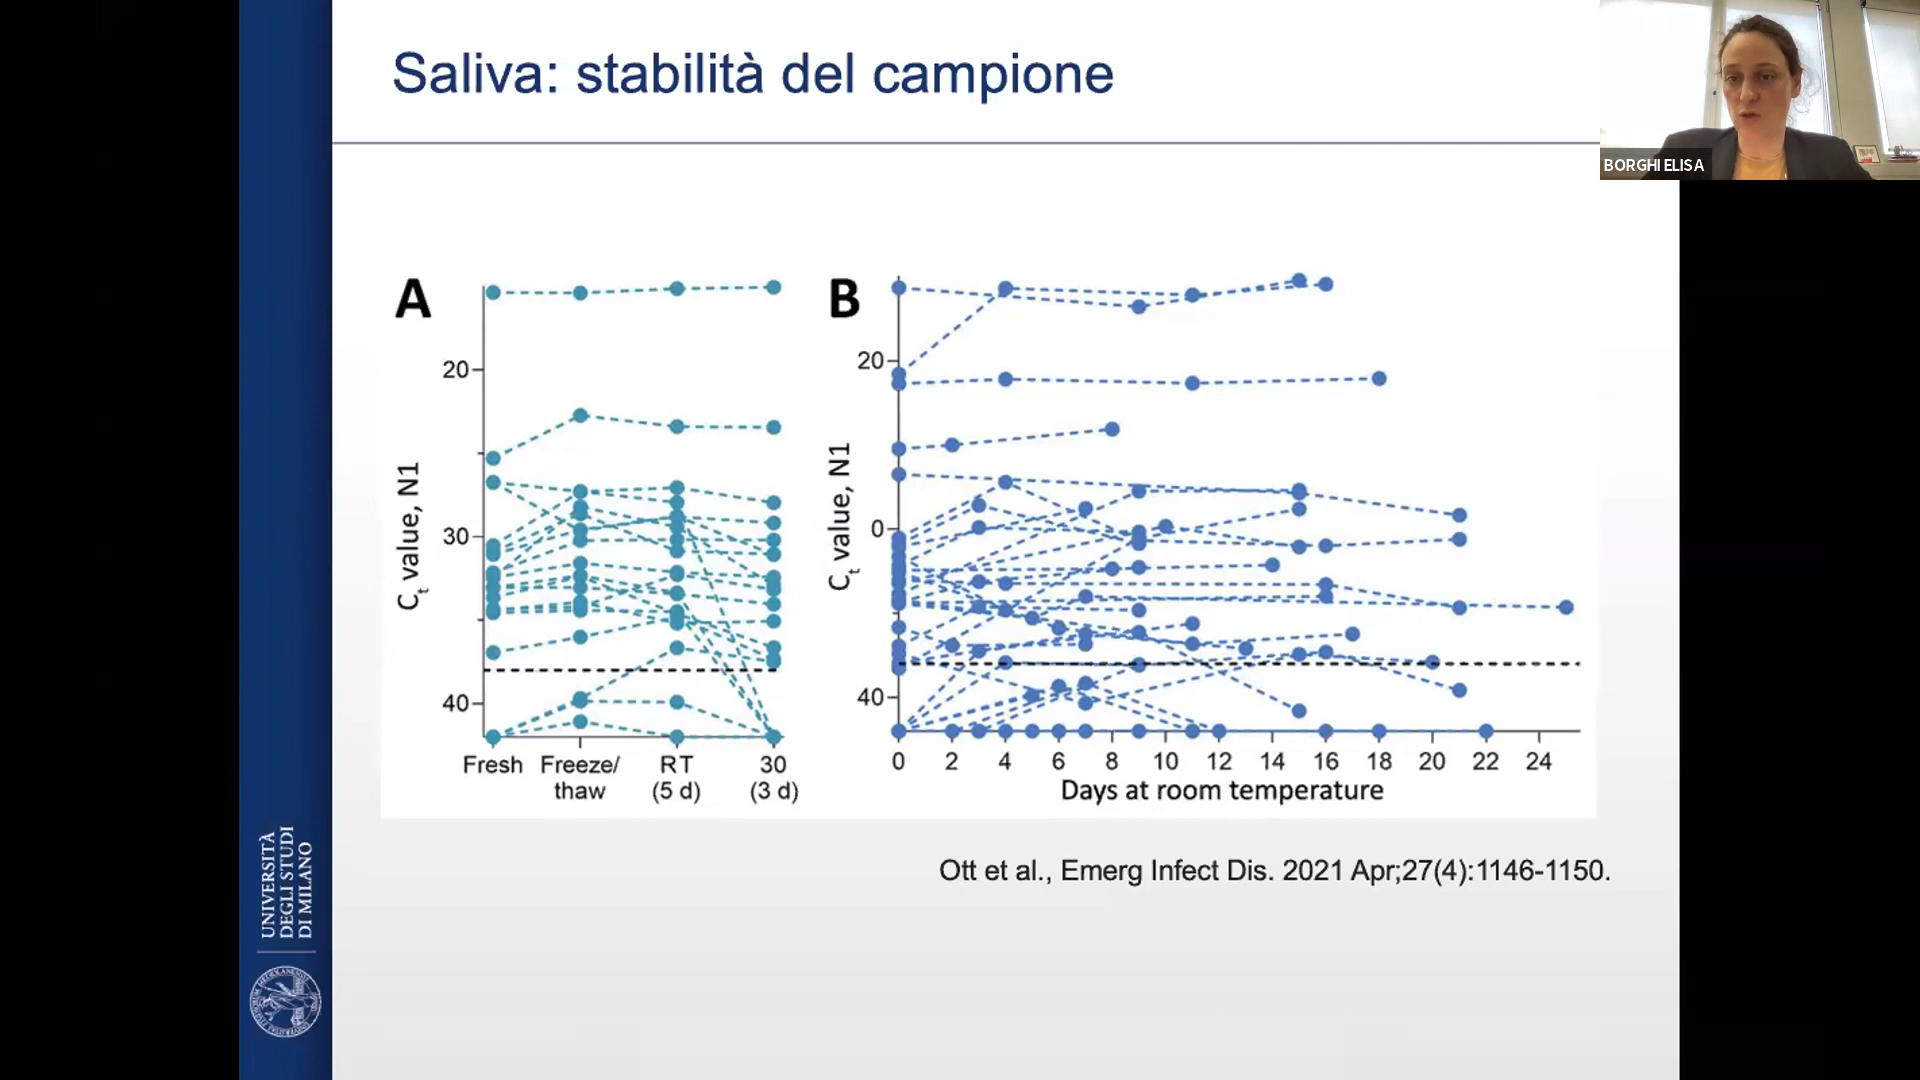 Saliva: stabilità del campione
BORGHI ELISA
A
20
30
40
Ct value, N1
Fresh
Freeze/
thaw
RT
(5 d)
30
(3 d)
B
20
0
40
Ct value, N1
0 2 4 6 8 10 12 14 16 18 20 22 24
Days at room temperature
Ott et al., Emerg Infect Dis. 2021 Apr;27(4):1146-1150.
UNIVERSITÀ
DEGLI STUDI
DI MILANO